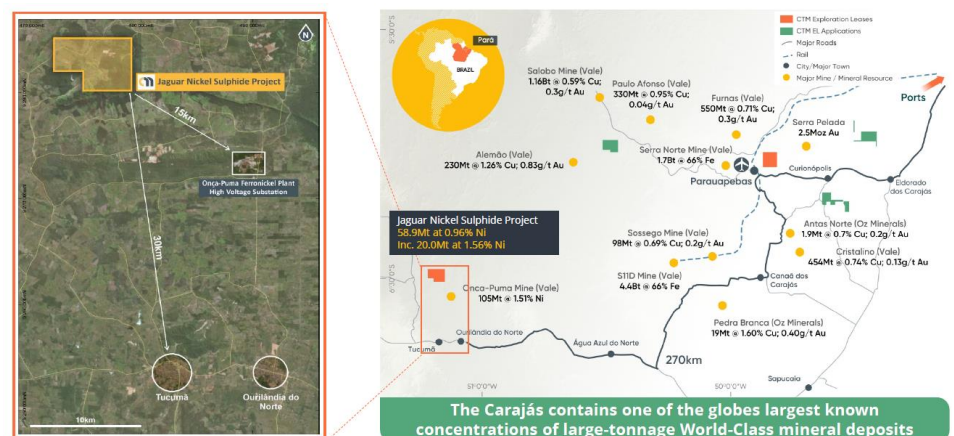 Jaguar Nickel Sulphide Project
15km
Onça-Puma Ferronickel Plant
High Voltage Substation
30km
Tucumã
Ourilândia do
Norte
10km
N
Pará
BRAZIL
CTM Exploration Leases
CTM EL Applications
Major Roads
Rail
City/Major Town
Major Mine / Mineral Resource
Ports
5°30'0"S
Salobo Mine (Vale)
1.16Bt @ 0.59% Cu;
0.3g/t Au
Paulo Afonso (Vale)
330Mt @ 0.95% Cu;
0.04g/t Au
Furnas (Vale)
550Mt @ 0.71% Cu;
0.3g/t Au
Serra Pelada
2.5Moz Au
Alemão (Vale)
230Mt @ 1.26% Cu; 0.83g/t Au
Serra Norte Mine (Vale)
1.7Bt @ 66% Fe
Parauapebas
Curionópolis
Eldorado
dos Carajás
Jaguar Nickel Sulphide Project
58.9Mt at 0.96% Ni
Inc. 20.0Mt at 1.56% Ni
Sossego Mine (Vale)
98Mt @ 0.69% Cu; 0.2g/t Au
Antas Norte (Oz Minerals)
1.9Mt @ 0.7% Cu; 0.2g/t Au
Cristalino (Vale)
454Mt @ 0.74% Cu; 0.13g/t Au
S11D Mine (Vale)
4.4Bt @ 66% Fe
Canaã dos
Carajás
6°30'0"S
Onca-Puma Mine (Vale)
105Mt @ 1.51% Ni
Pedra Branca (Oz Minerals)
19Mt @ 1.60% Cu; 0.40g/t Au
Tucumã
Ourilândia do Norte
Água Azul do Norte
270km
Sapucaia
51°0'0"W
50°0'0"W
The Carajás contains one of the globes largest known
concentrations of large-tonnage World-Class mineral deposits